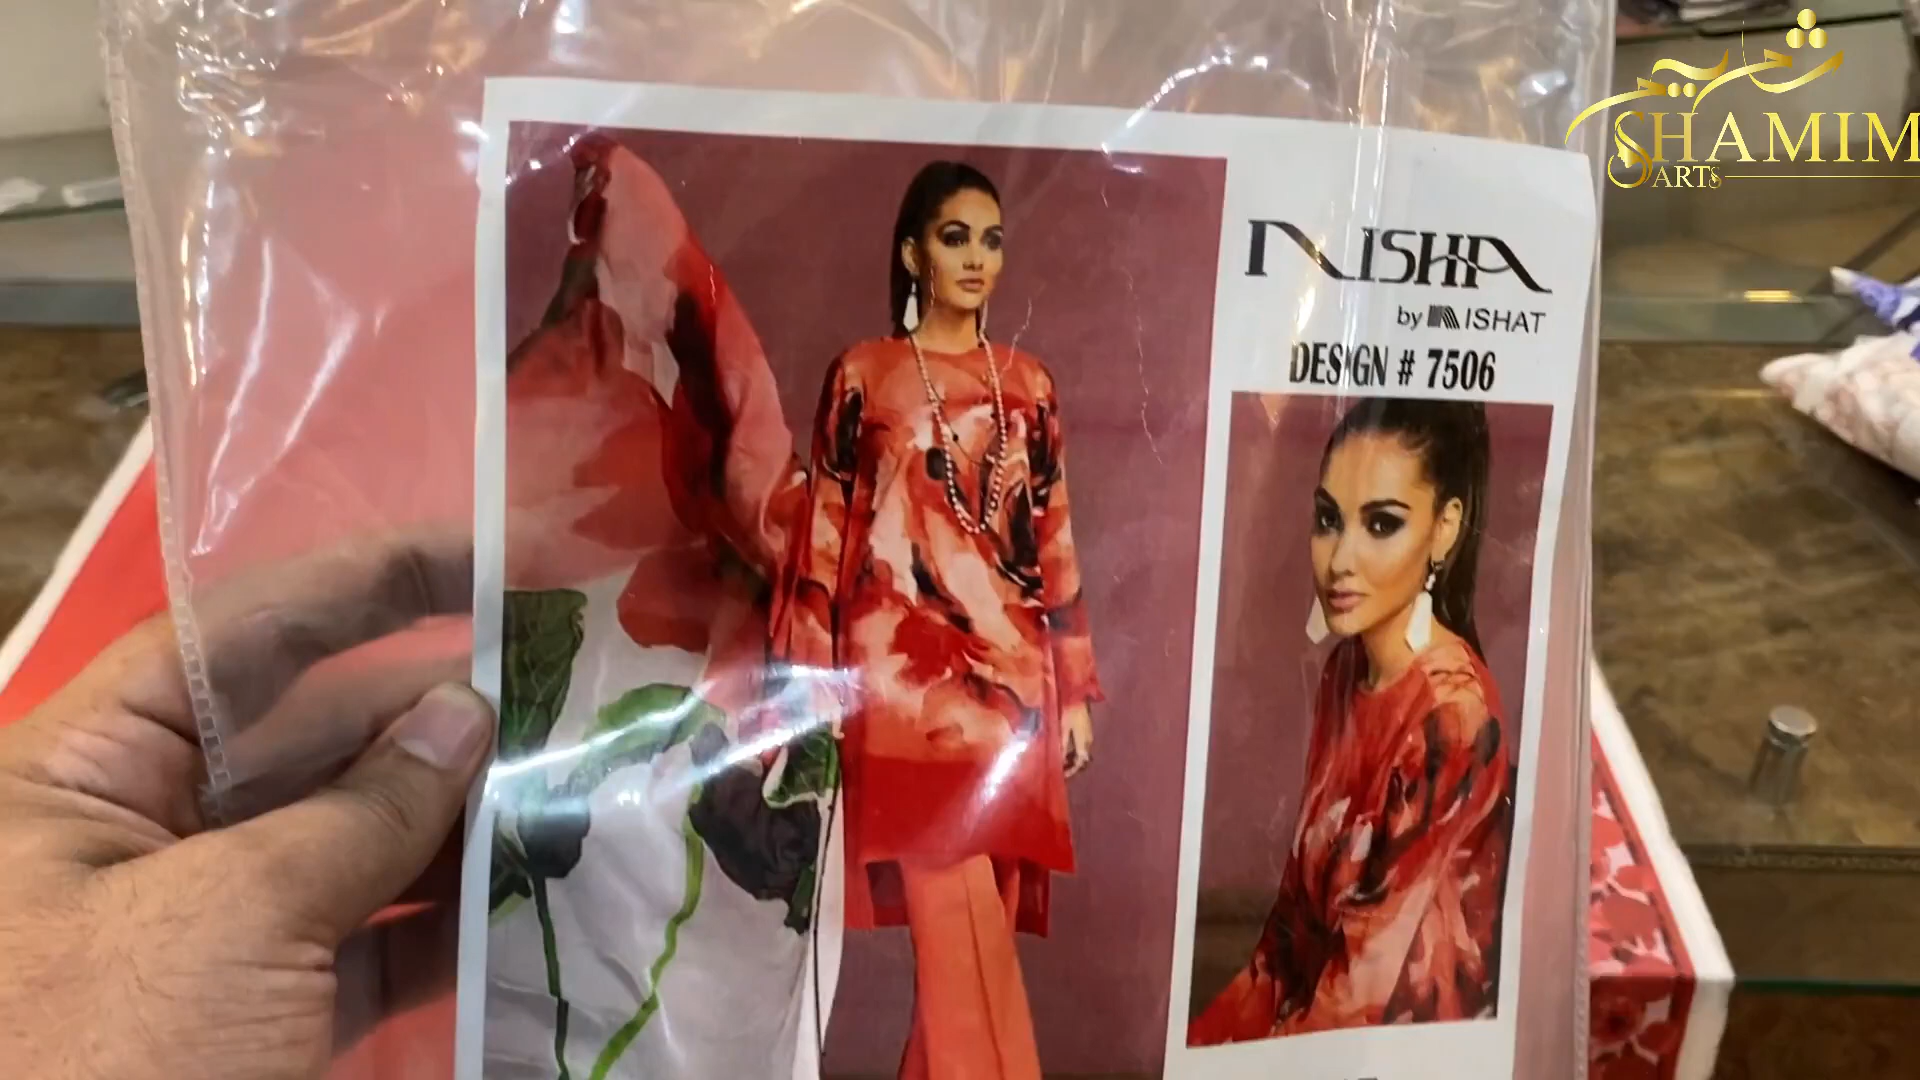 شمیم
SHAMIM
ARTS
NISHA
by NISHAT
DESIGN # 7506